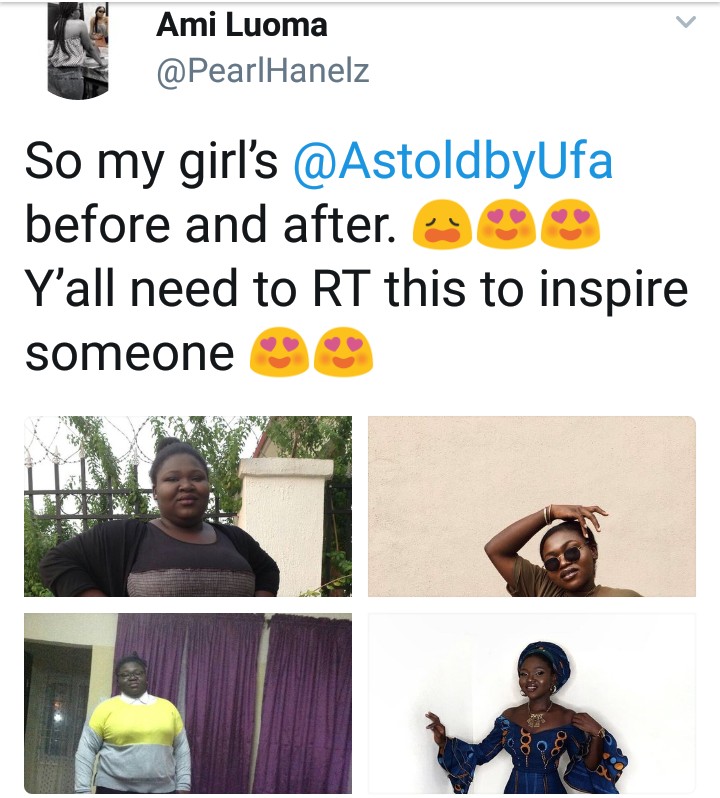 Ami Luoma
@PearlHanelz
So my girl’s @AstoldbyUfa
before and after. 😩😍😍
Y’all need to RT this to inspire
someone 😍😍